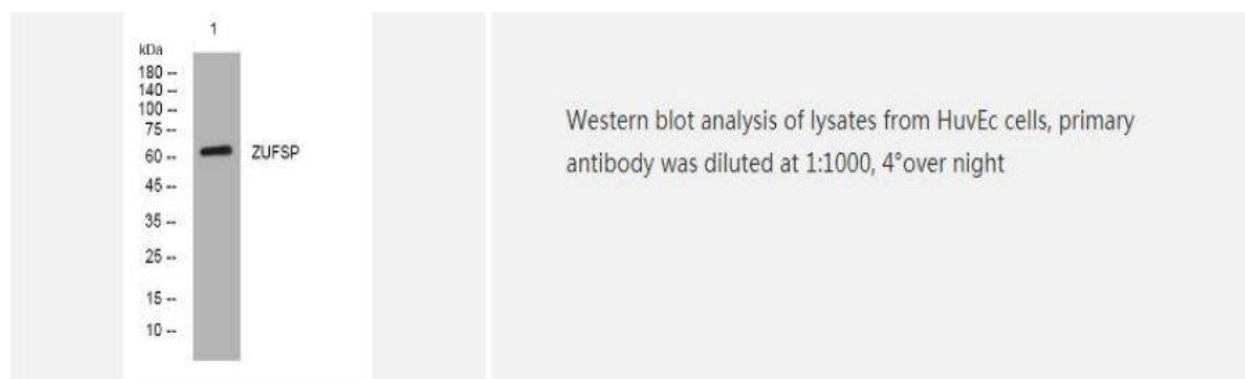 1
kDa
180 --
140 --
100 --
75 --
60 --
ZUFSP
45 --
35 --
25 --
15 --
10 --
Western blot analysis of lysates from HuvEc cells, primary
antibody was diluted at 1:1000, 4°over night